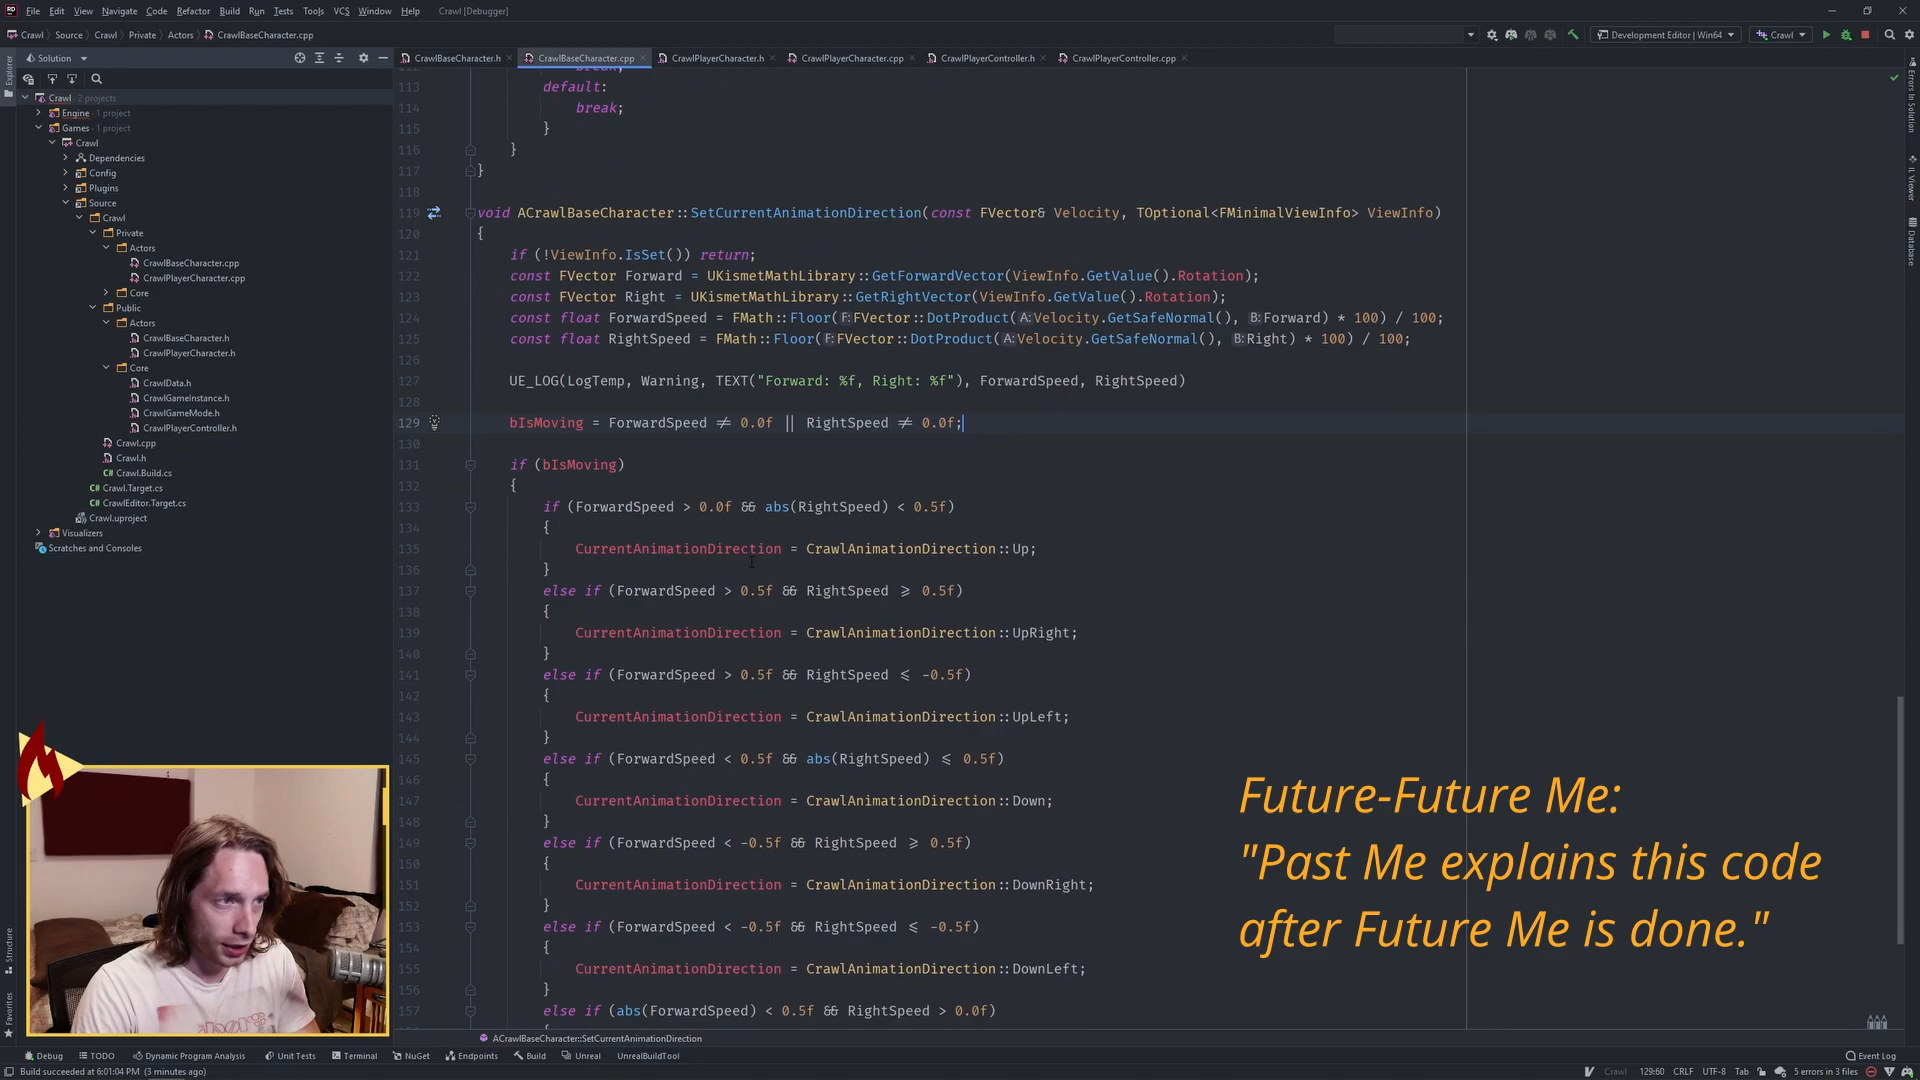 File Edit View Navigate Code Refactor Build Run Tests Tools VCS Window Help Crawl [Debugger]
Crawl Source Crawl Private Actors CrawlBaseCharacter.cpp
Development Editor | Win64 Crawl
Solution
CrawlBaseCharacter.h CrawlBaseCharacter.cpp CrawlPlayerCharacter.h CrawlPlayerCharacter.cpp CrawlPlayerController.h CrawlPlayerController.cpp
Explorer
Crawl · 2 projects
Engine · 1 project
Games · 1 project
Crawl
Dependencies
Config
Plugins
Source
Crawl
Private
Actors
CrawlBaseCharacter.cpp
CrawlPlayerCharacter.cpp
Core
Public
Actors
CrawlBaseCharacter.h
CrawlPlayerCharacter.h
Core
CrawlData.h
CrawlGameInstance.h
CrawlGameMode.h
CrawlPlayerController.h
Crawl.cpp
Crawl.h
Crawl.Build.cs
Crawl.Target.cs
CrawlEditor.Target.cs
Crawl.uproject
Visualizers
Scratches and Consoles
Structure
Favorites
break;
113 default:
114 break;
115 }
116 }
117 }
118
119 void ACrawlBaseCharacter::SetCurrentAnimationDirection(const FVector& Velocity, TOptional<FMinimalViewInfo> ViewInfo)
120 {
121 if (!ViewInfo.IsSet()) return;
122 const FVector Forward = UKismetMathLibrary::GetForwardVector(ViewInfo.GetValue().Rotation);
123 const FVector Right = UKismetMathLibrary::GetRightVector(ViewInfo.GetValue().Rotation);
124 const float ForwardSpeed = FMath::Floor(F:FVector::DotProduct(A:Velocity.GetSafeNormal(), B:Forward) * 100) / 100;
125 const float RightSpeed = FMath::Floor(F:FVector::DotProduct(A:Velocity.GetSafeNormal(), B:Right) * 100) / 100;
126
127 UE_LOG(LogTemp, Warning, TEXT("Forward: %f, Right: %f"), ForwardSpeed, RightSpeed)
128
129 bIsMoving = ForwardSpeed ≠ 0.0f || RightSpeed ≠ 0.0f;
130
131 if (bIsMoving)
132 {
133 if (ForwardSpeed > 0.0f && abs(RightSpeed) < 0.5f)
134 {
135 CurrentAnimationDirection = CrawlAnimationDirection::Up;
136 }
137 else if (ForwardSpeed > 0.5f && RightSpeed ⩾ 0.5f)
138 {
139 CurrentAnimationDirection = CrawlAnimationDirection::UpRight;
140 }
141 else if (ForwardSpeed > 0.5f && RightSpeed ⩽ -0.5f)
142 {
143 CurrentAnimationDirection = CrawlAnimationDirection::UpLeft;
144 }
145 else if (ForwardSpeed < 0.5f && abs(RightSpeed) ⩽ 0.5f)
146 {
147 CurrentAnimationDirection = CrawlAnimationDirection::Down;
148 }
149 else if (ForwardSpeed < -0.5f && RightSpeed ⩾ 0.5f)
150 {
151 CurrentAnimationDirection = CrawlAnimationDirection::DownRight;
152 }
153 else if (ForwardSpeed < -0.5f && RightSpeed ⩽ -0.5f)
154 {
155 CurrentAnimationDirection = CrawlAnimationDirection::DownLeft;
156 }
157 else if (abs(ForwardSpeed) < 0.5f && RightSpeed > 0.0f)
Future-Future Me:
"Past Me explains this code
after Future Me is done."
Errors In Solution
IL Viewer
Database
ACrawlBaseCharacter::SetCurrentAnimationDirection
Debug TODO Dynamic Program Analysis Unit Tests Terminal NuGet Endpoints Build Unreal UnrealBuildTool Event Log
Build succeeded at 6:01:04 PM (3 minutes ago) Crawl 129:60 CRLF UTF-8 Tab 5 errors in 3 files